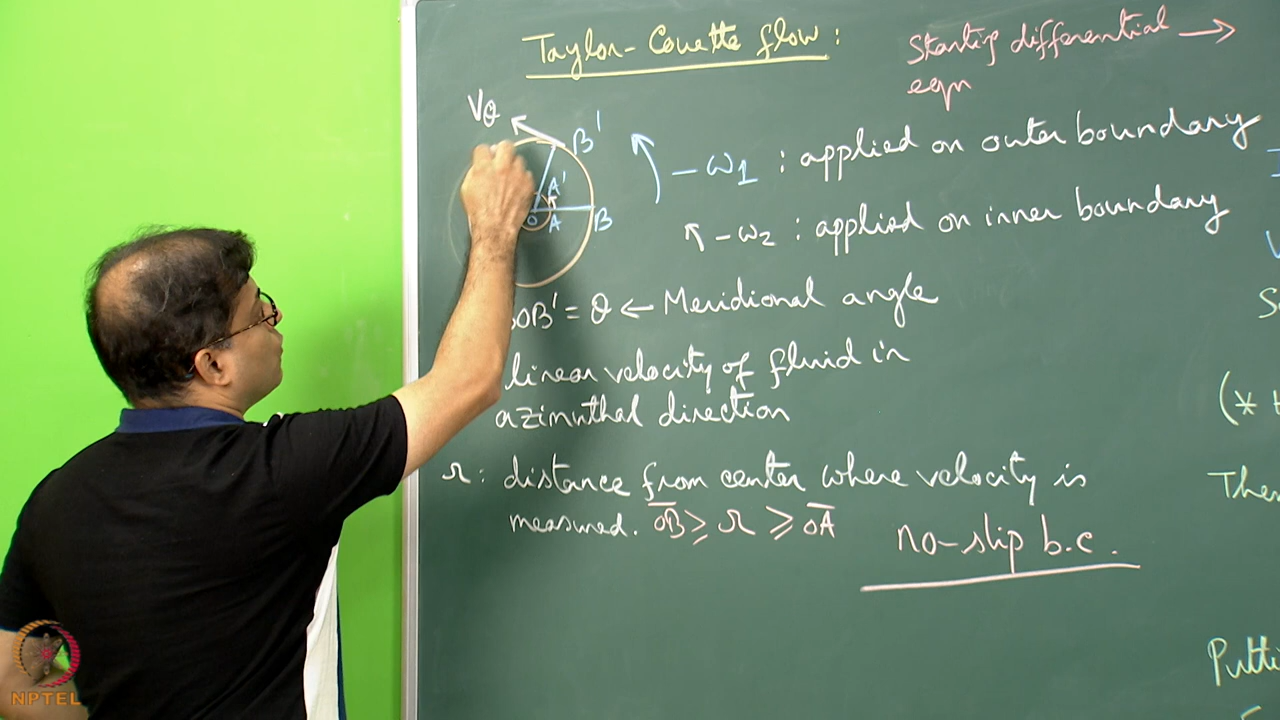 Taylor-Couette flow :
Starting differential →
eqn
Vθ
B'
A'
O
A
B
- ω1 : applied on outer boundary
- ω2 : applied on inner boundary
OB' = θ ← Meridional angle
linear velocity of fluid in
azimuthal direction
r : distance from center where velocity is
measured. OB ≥ r ≥ OA
no-slip b.c.
(*
Putti
NPTEL